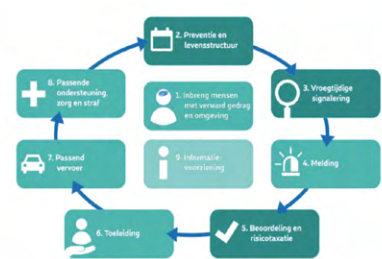 2. Preventie en
levensstructuur
8. Passende
ondersteuning,
zorg en straf
1. Inbreng mensen
met verward gedrag
en omgeving
3. Vroegtijdige
signalering
7. Passend
vervoer
9. Informatie-
voorziening
4. Melding
6. Toeleiding
5. Beoordeling en
risicotaxatie